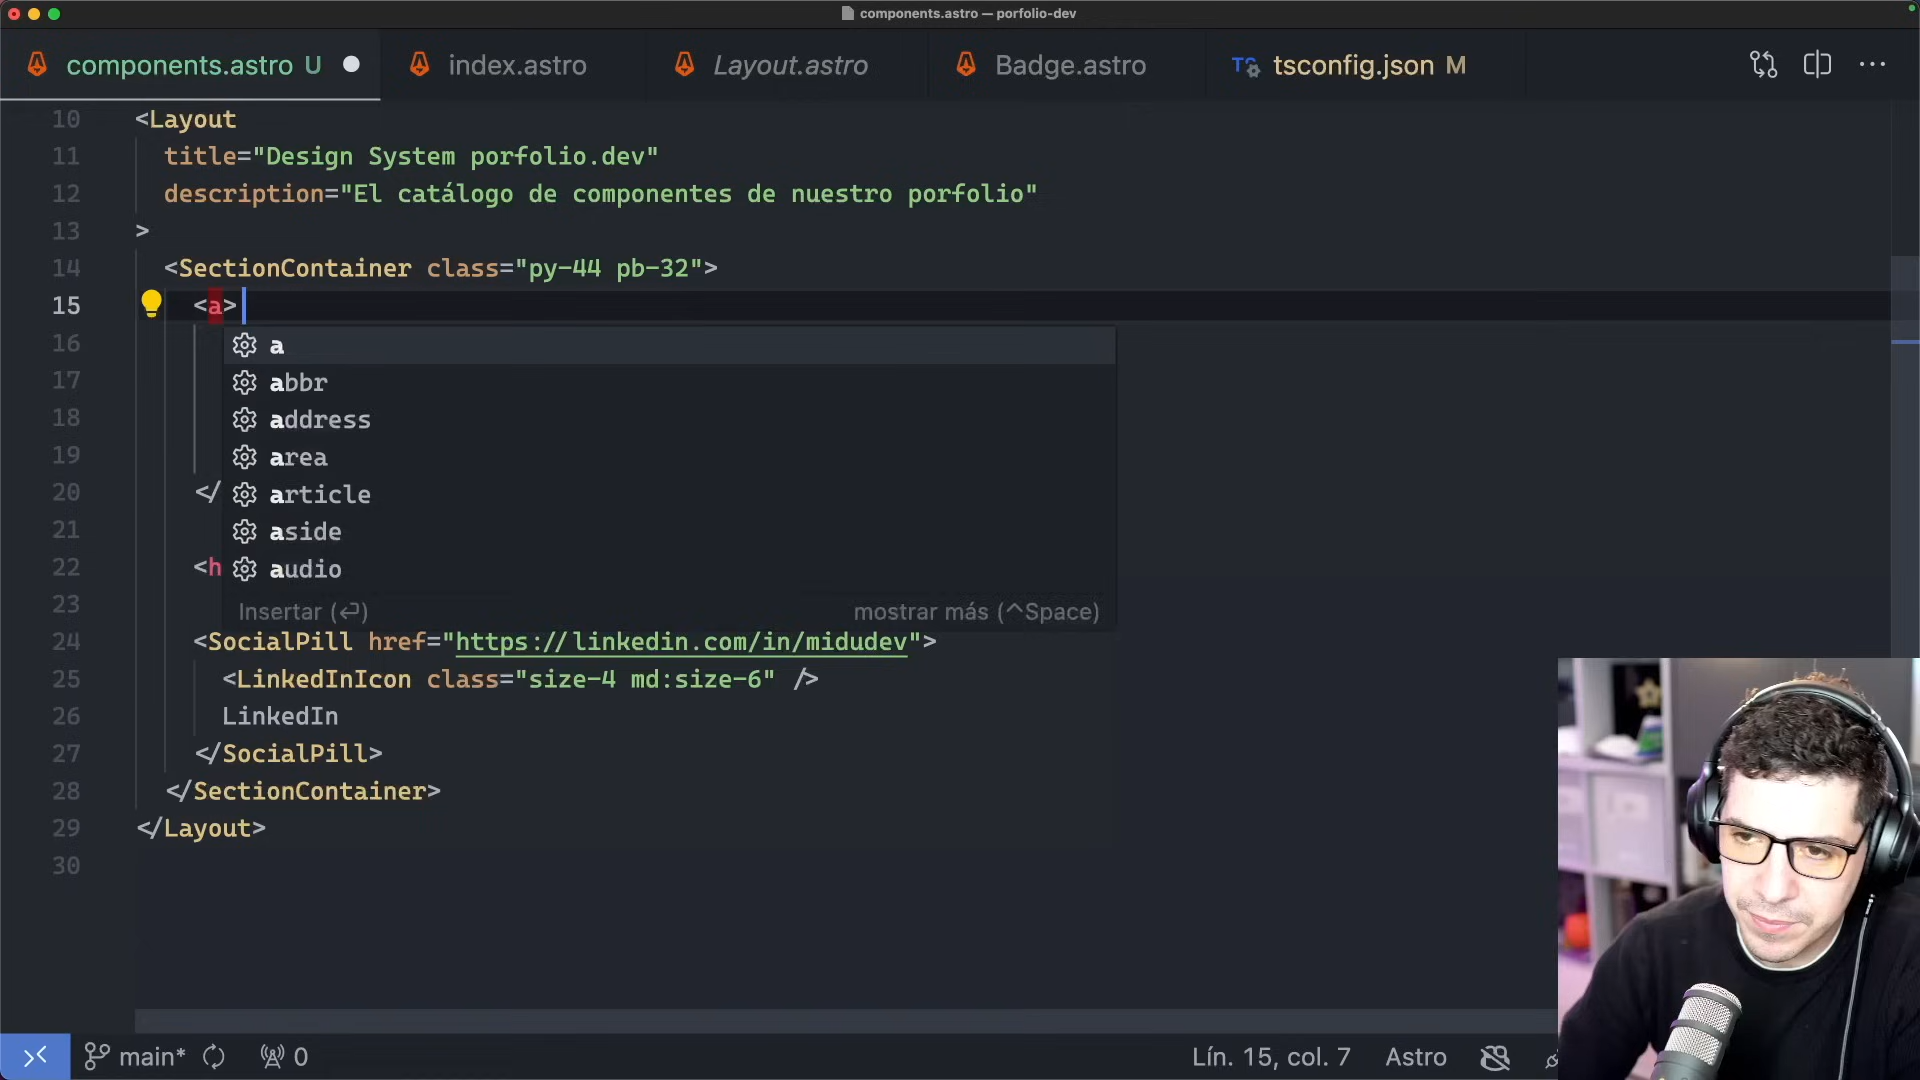 components.astro — porfolio-dev
components.astro U index.astro Layout.astro Badge.astro TS tsconfig.json M
10 <Layout
11 title="Design System porfolio.dev"
12 description="El catálogo de componentes de nuestro porfolio"
13 >
14 <SectionContainer class="py-44 pb-32">
15 <a>
16 a
17 abbr
18 address
19 area
20 </ article
21 aside
22 <h audio
23 Insertar (↵) mostrar más (^Space)
24 <SocialPill href="https://linkedin.com/in/midudev">
25 <LinkedInIcon class="size-4 md:size-6" />
26 LinkedIn
27 </SocialPill>
28 </SectionContainer>
29 </Layout>
30
main* 0 Lín. 15, col. 7 Astro